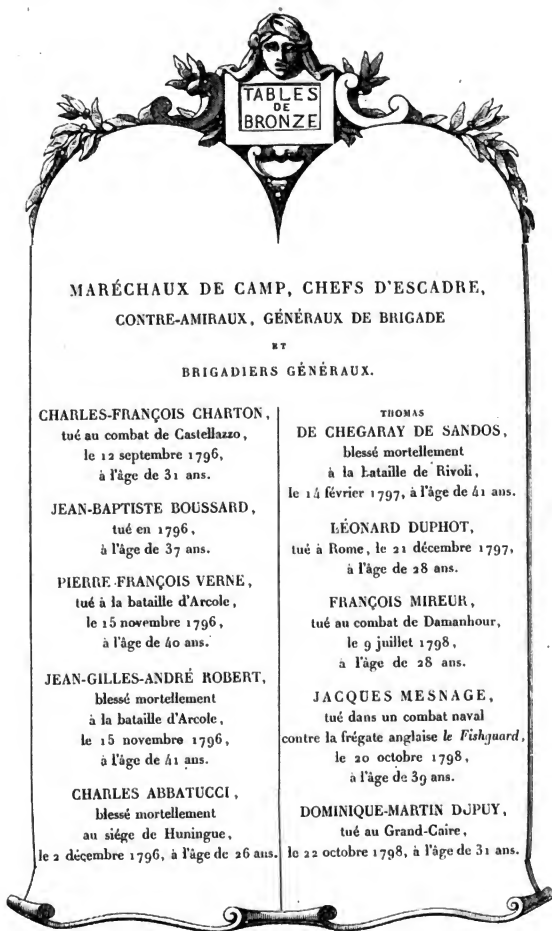 TABLES
DE
BRONZE
MARÉCHAUX DE CAMP, CHEFS D'ESCADRE,
CONTRE-AMIRAUX, GÉNÉRAUX DE BRIGADE
ET
BRIGADIERS GÉNÉRAUX.
CHARLES-FRANÇOIS CHARTON,
tué au combat de Castellazzo,
le 12 septembre 1796,
à l'âge de 31 ans.
JEAN-BAPTISTE BOUSSARD,
tué en 1796,
à l'âge de 37 ans.
PIERRE-FRANÇOIS VERNE,
tué à la bataille d'Arcole,
le 15 novembre 1796,
à l'âge de 40 ans.
JEAN-GILLES-ANDRÉ ROBERT,
blessé mortellement
à la bataille d'Arcole,
le 15 novembre 1796,
à l'âge de 41 ans.
CHARLES ABBATUCCI,
blessé mortellement
au siége de Huningue,
le 2 décembre 1796, à l'âge de 26 ans.
THOMAS
DE CHEGARAY DE SANDOS,
blessé mortellement
à la bataille de Rivoli,
le 14 février 1797, à l'âge de 41 ans.
LÉONARD DUPHOT,
tué à Rome, le 21 décembre 1797,
à l'âge de 28 ans.
FRANÇOIS MIREUR,
tué au combat de Damanhour,
le 9 juillet 1798,
à l'âge de 28 ans.
JACQUES MESNAGE,
tué dans un combat naval
contre la frégate anglaise le Fishguard,
le 20 octobre 1798,
à l'âge de 39 ans.
DOMINIQUE-MARTIN DUPUY,
tué au Grand-Caire,
le 22 octobre 1798, à l'âge de 31 ans.